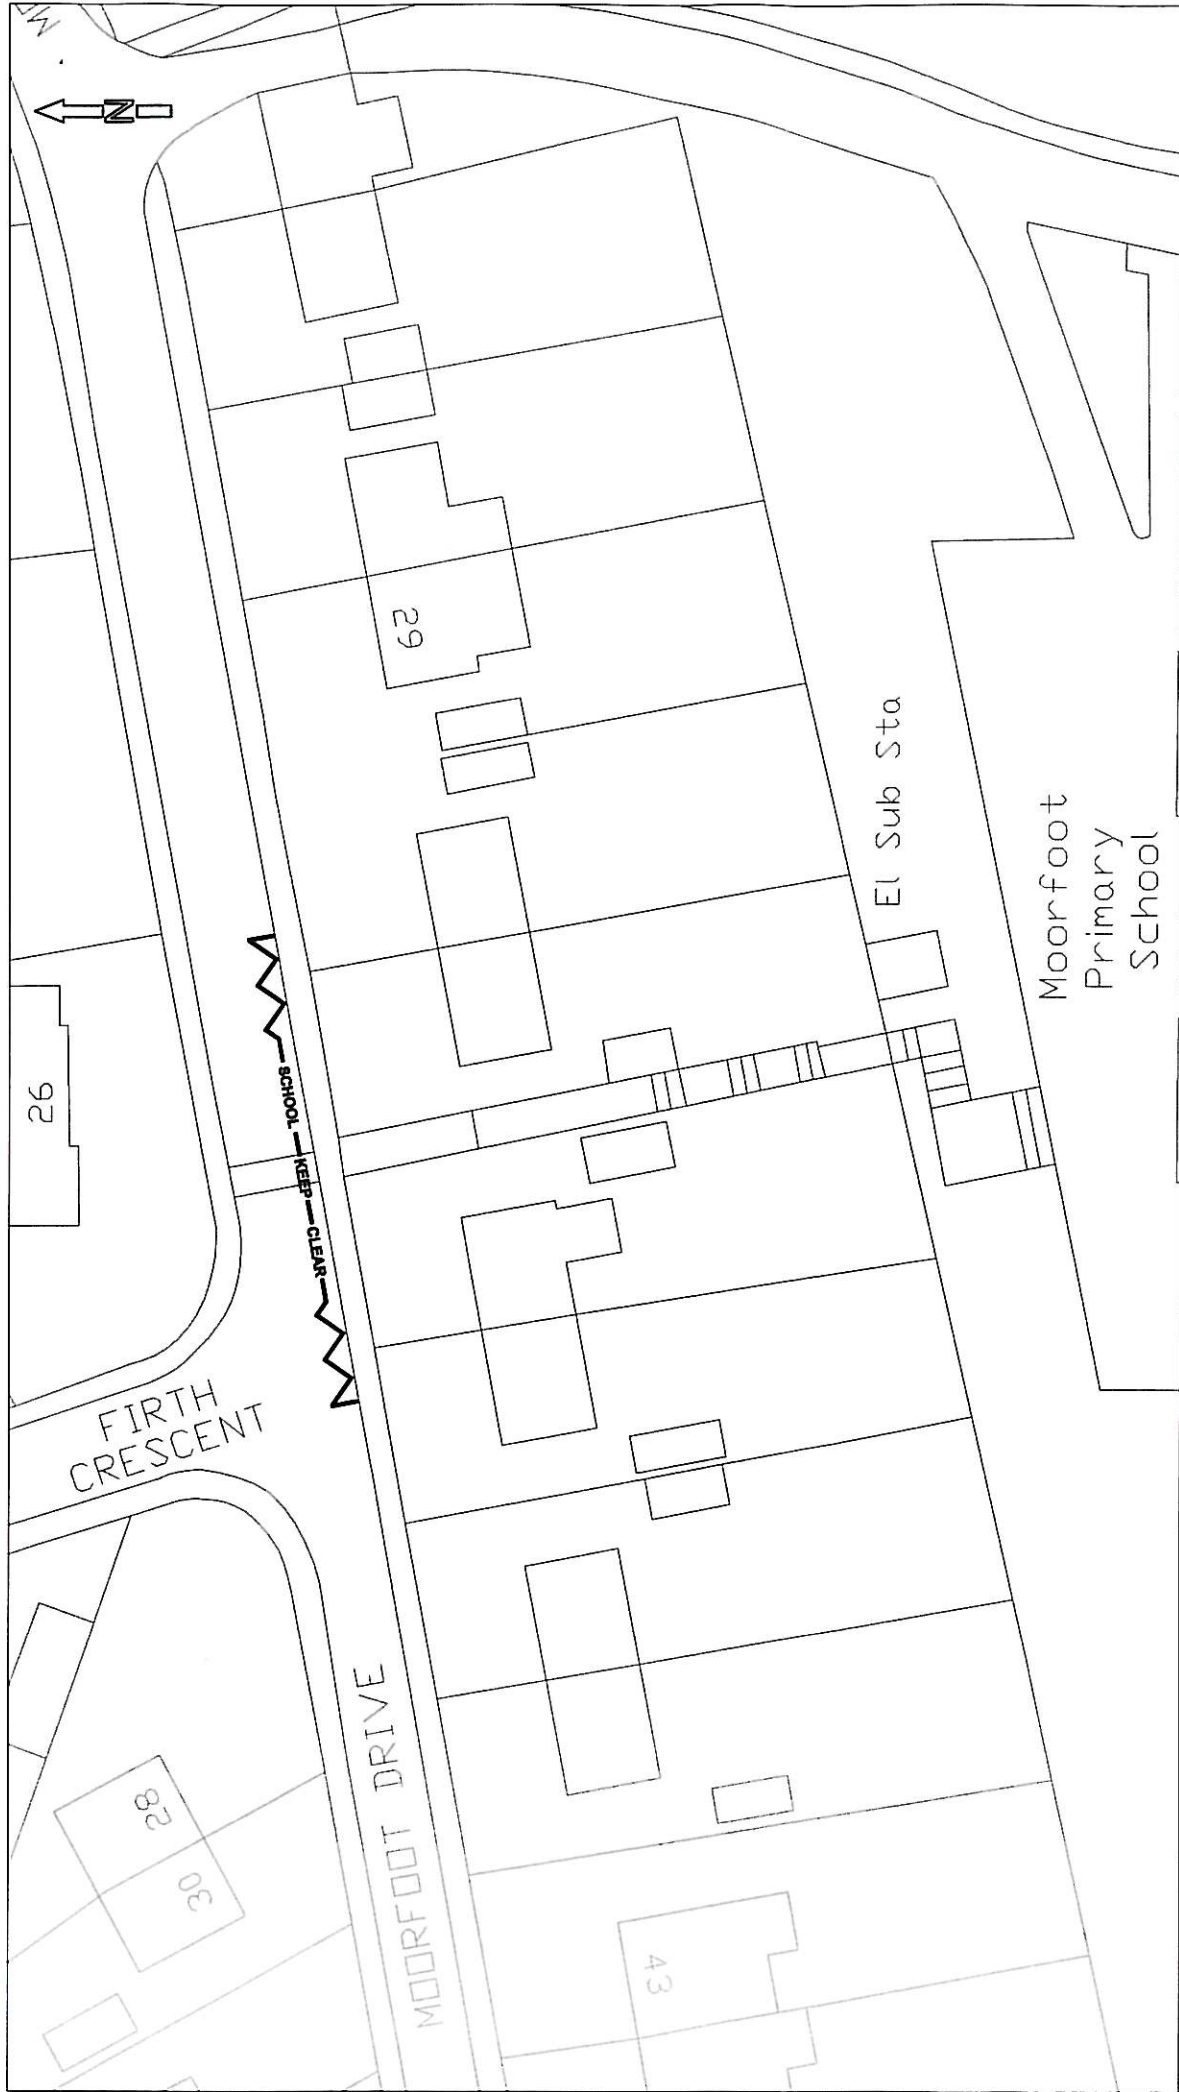 N
29
El Sub Sta
Moorfoot
Primary
School
26
SCHOOL KEEP CLEAR
FIRTH
CRESCENT
MOORFOOT DRIVE
28
30
43